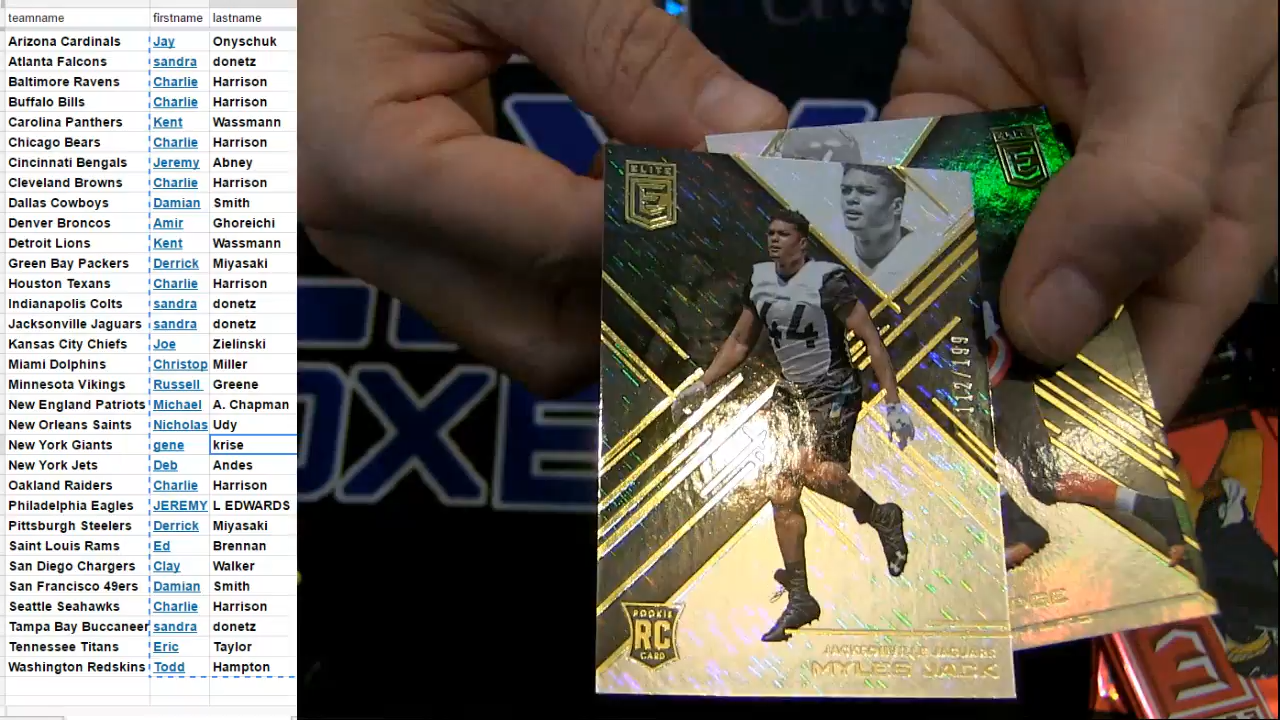 teamname firstname lastname
Arizona Cardinals Jay Onyschuk
Atlanta Falcons sandra donetz
Baltimore Ravens Charlie Harrison
Buffalo Bills Charlie Harrison
Carolina Panthers Kent Wassmann
Chicago Bears Charlie Harrison
Cincinnati Bengals Jeremy Abney
Cleveland Browns Charlie Harrison
Dallas Cowboys Damian Smith
Denver Broncos Amir Ghoreichi
Detroit Lions Kent Wassmann
Green Bay Packers Derrick Miyasaki
Houston Texans Charlie Harrison
Indianapolis Colts sandra donetz
Jacksonville Jaguars sandra donetz
Kansas City Chiefs Joe Zielinski
Miami Dolphins Christop Miller
Minnesota Vikings Russell Greene
New England Patriots Michael A. Chapman
New Orleans Saints Nicholas Udy
New York Giants gene krise
New York Jets Deb Andes
Oakland Raiders Charlie Harrison
Philadelphia Eagles JEREMY L EDWARDS
Pittsburgh Steelers Derrick Miyasaki
Saint Louis Rams Ed Brennan
San Diego Chargers Clay Walker
San Francisco 49ers Damian Smith
Seattle Seahawks Charlie Harrison
Tampa Bay Buccaneer sandra donetz
Tennessee Titans Eric Taylor
Washington Redskins Todd Hampton
ELITE
E
ELITE
E
44
112/199
ROOKIE
RC
CARD
JACKSONVILLE JAGUARS
MYLES JACK